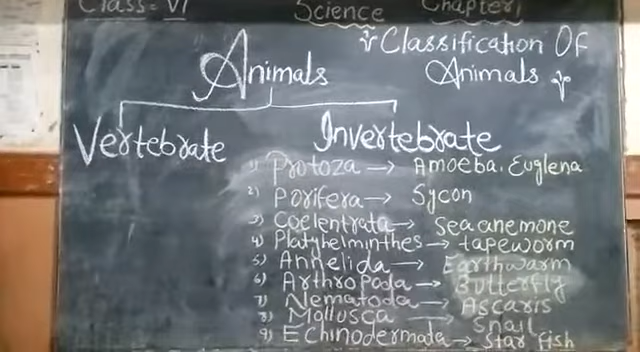 Class = VI Science Chapter 1
Classification Of
Animals
Animals
Vertebrate Invertebrate
1) Protoza → Amoeba, Euglena
2) Porifera → Sycon
3) Coelentrata → Sea anemone
4) Platyhelminthes → tapeworm
5) Annelida → Earthwarm
6) Arthropoda → Butterfly
7) Nematoda → Ascaris
8) Mollusca → Snail
9) Echinodermata → Star fish